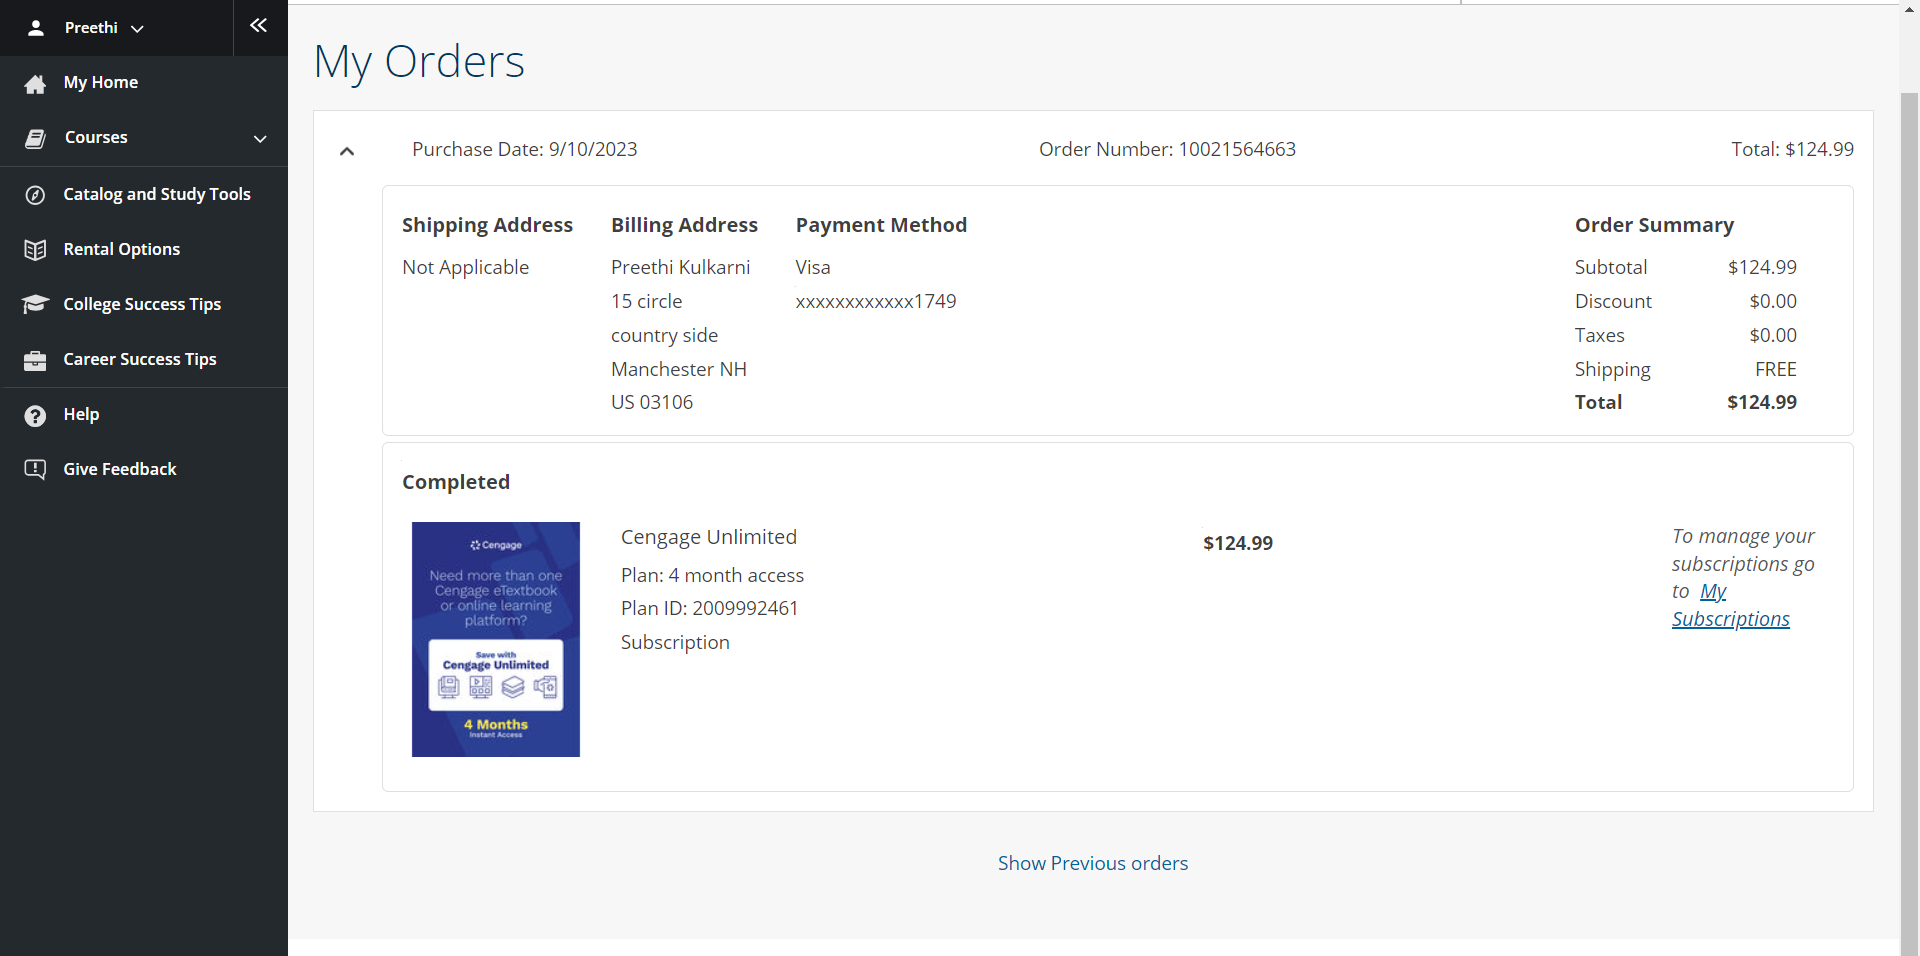 Preethi
My Home
Courses
Catalog and Study Tools
Rental Options
College Success Tips
Career Success Tips
Help
Give Feedback
My Orders
Purchase Date: 9/10/2023 Order Number: 10021564663 Total: $124.99
Shipping Address
Not Applicable
Billing Address
Preethi Kulkarni
15 circle
country side
Manchester NH
US 03106
Payment Method
Visa
xxxxxxxxxxxx1749
Order Summary
Subtotal $124.99
Discount $0.00
Taxes $0.00
Shipping FREE
Total $124.99
Completed
Cengage
Need more than one
Cengage eTextbook
or online learning
platform?
Save with
Cengage Unlimited
4 Months
Instant Access
Cengage Unlimited
Plan: 4 month access
Plan ID: 2009992461
Subscription
$124.99
To manage your
subscriptions go
to My
Subscriptions
Show Previous orders